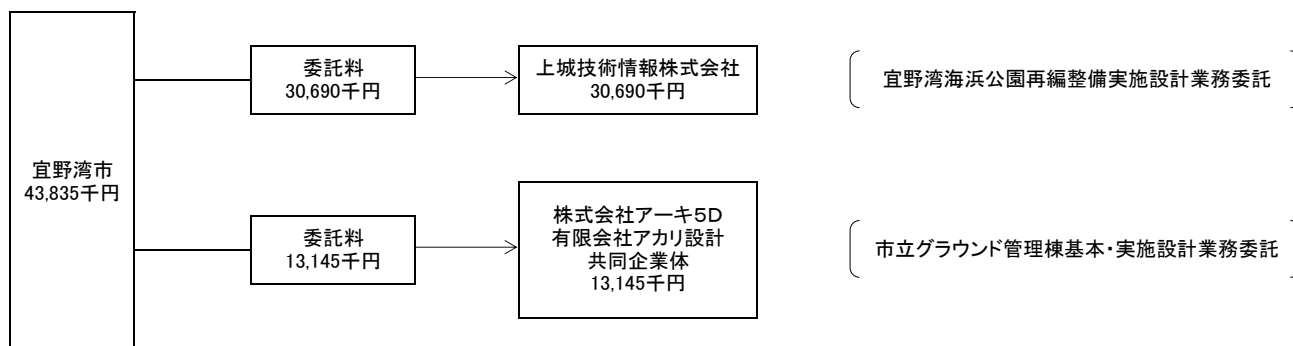 宜野湾市
43,835千円
委託料
30,690千円
上城技術情報株式会社
30,690千円
宜野湾海浜公園再編整備実施設計業務委託
委託料
13,145千円
株式会社アーキ5D
有限会社アカリ設計
共同企業体
13,145千円
市立グラウンド管理棟基本・実施設計業務委託